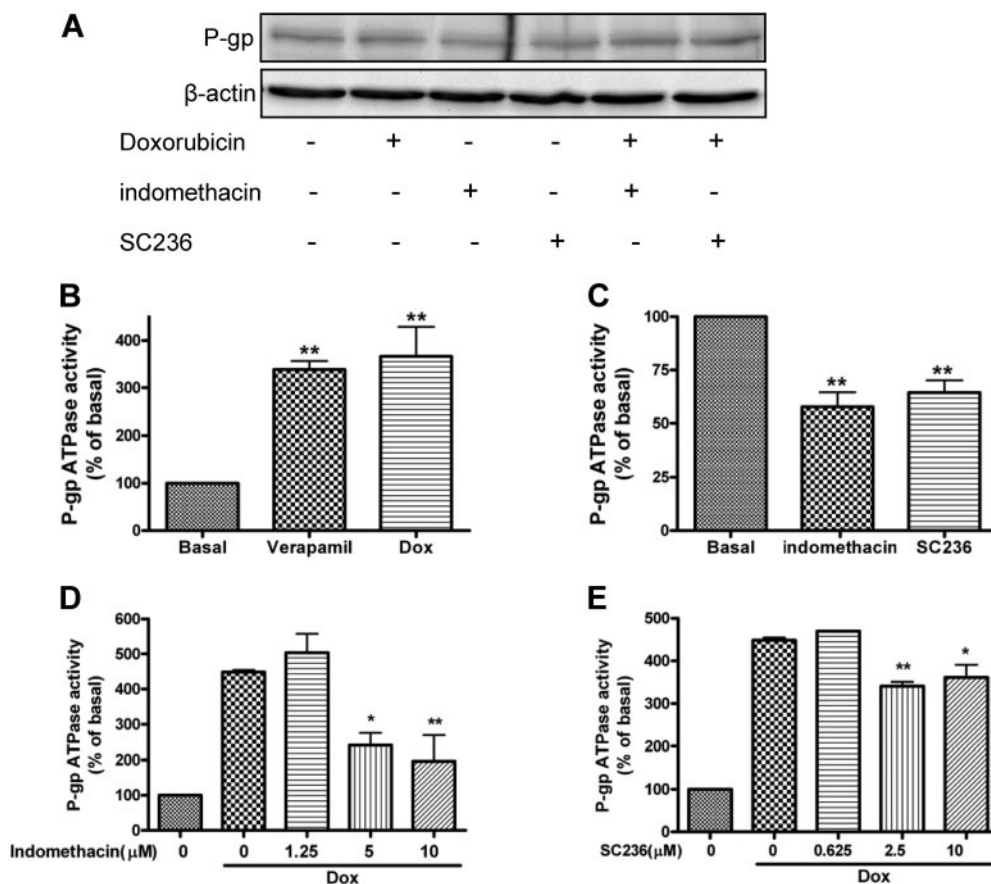 A
P-gp
β-actin
Doxorubicin - + - - + +
indomethacin - - + - + -
SC236 - - - + - +
B
P-gp ATPase activity
(% of basal)
400
300
200
100
0
** **
Basal Verapamil Dox
C
P-gp ATPase activity
(% of basal)
100
75
50
25
0
** **
Basal indomethacin SC236
D
P-gp ATPase activity
(% of basal)
600
500
400
300
200
100
0
* **
Indomethacin(μM) 0 0 1.25 5 10
Dox
E
P-gp ATPase activity
(% of basal)
500
400
300
200
100
0
** *
SC236(μM) 0 0 0.625 2.5 10
Dox